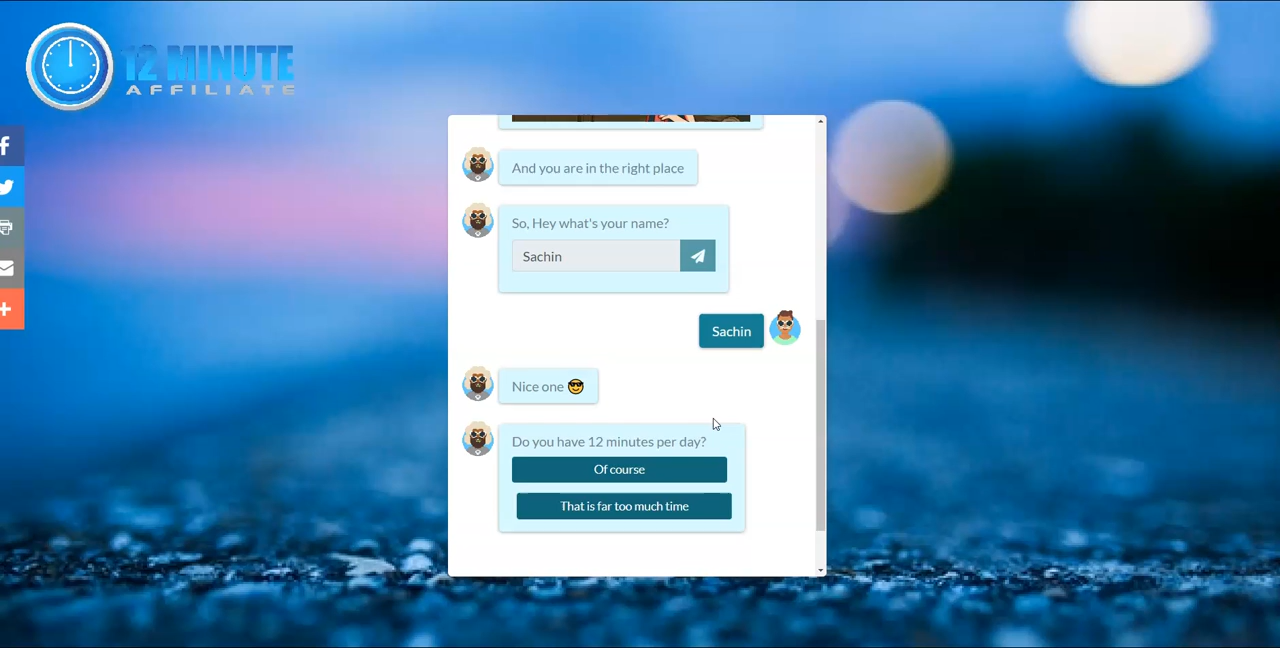 12 MINUTE
AFFILIATE
And you are in the right place
So, Hey what's your name?
Sachin
Sachin
Nice one 😎
Do you have 12 minutes per day?
Of course
That is far too much time